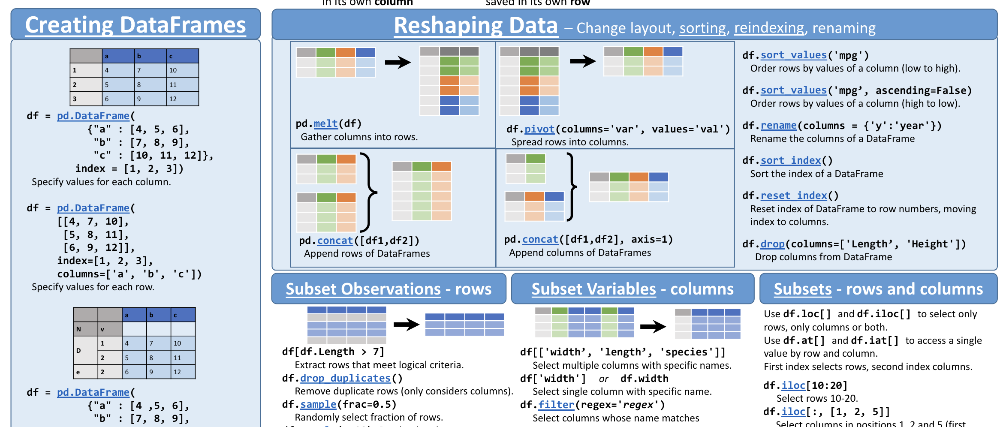 in its own column
saved in its own row
Creating DataFrames
a b c
1 4 7 10
2 5 8 11
3 6 9 12
df = pd.DataFrame(
{"a" : [4, 5, 6],
"b" : [7, 8, 9],
"c" : [10, 11, 12]},
index = [1, 2, 3])
Specify values for each column.
df = pd.DataFrame(
[[4, 7, 10],
[5, 8, 11],
[6, 9, 12]],
index=[1, 2, 3],
columns=['a', 'b', 'c'])
Specify values for each row.
a b c
N v
D 1 4 7 10
2 5 8 11
e 2 6 9 12
df = pd.DataFrame(
{"a" : [4 ,5, 6],
"b" : [7, 8, 9],
Reshaping Data – Change layout, sorting, reindexing, renaming
pd.melt(df)
Gather columns into rows.
df.pivot(columns='var', values='val')
Spread rows into columns.
pd.concat([df1,df2])
Append rows of DataFrames
pd.concat([df1,df2], axis=1)
Append columns of DataFrames
df.sort_values('mpg')
Order rows by values of a column (low to high).
df.sort_values('mpg’, ascending=False)
Order rows by values of a column (high to low).
df.rename(columns = {'y':'year'})
Rename the columns of a DataFrame
df.sort_index()
Sort the index of a DataFrame
df.reset_index()
Reset index of DataFrame to row numbers, moving
index to columns.
df.drop(columns=['Length’, 'Height'])
Drop columns from DataFrame
Subset Observations - rows
df[df.Length > 7]
Extract rows that meet logical criteria.
df.drop_duplicates()
Remove duplicate rows (only considers columns).
df.sample(frac=0.5)
Randomly select fraction of rows.
Subset Variables - columns
df[['width’, 'length’, 'species']]
Select multiple columns with specific names.
df['width'] or df.width
Select single column with specific name.
df.filter(regex='regex')
Select columns whose name matches
Subsets - rows and columns
Use df.loc[] and df.iloc[] to select only
rows, only columns or both.
Use df.at[] and df.iat[] to access a single
value by row and column.
First index selects rows, second index columns.
df.iloc[10:20]
Select rows 10-20.
df.iloc[:, [1, 2, 5]]
Select columns in positions 1, 2 and 5 (first